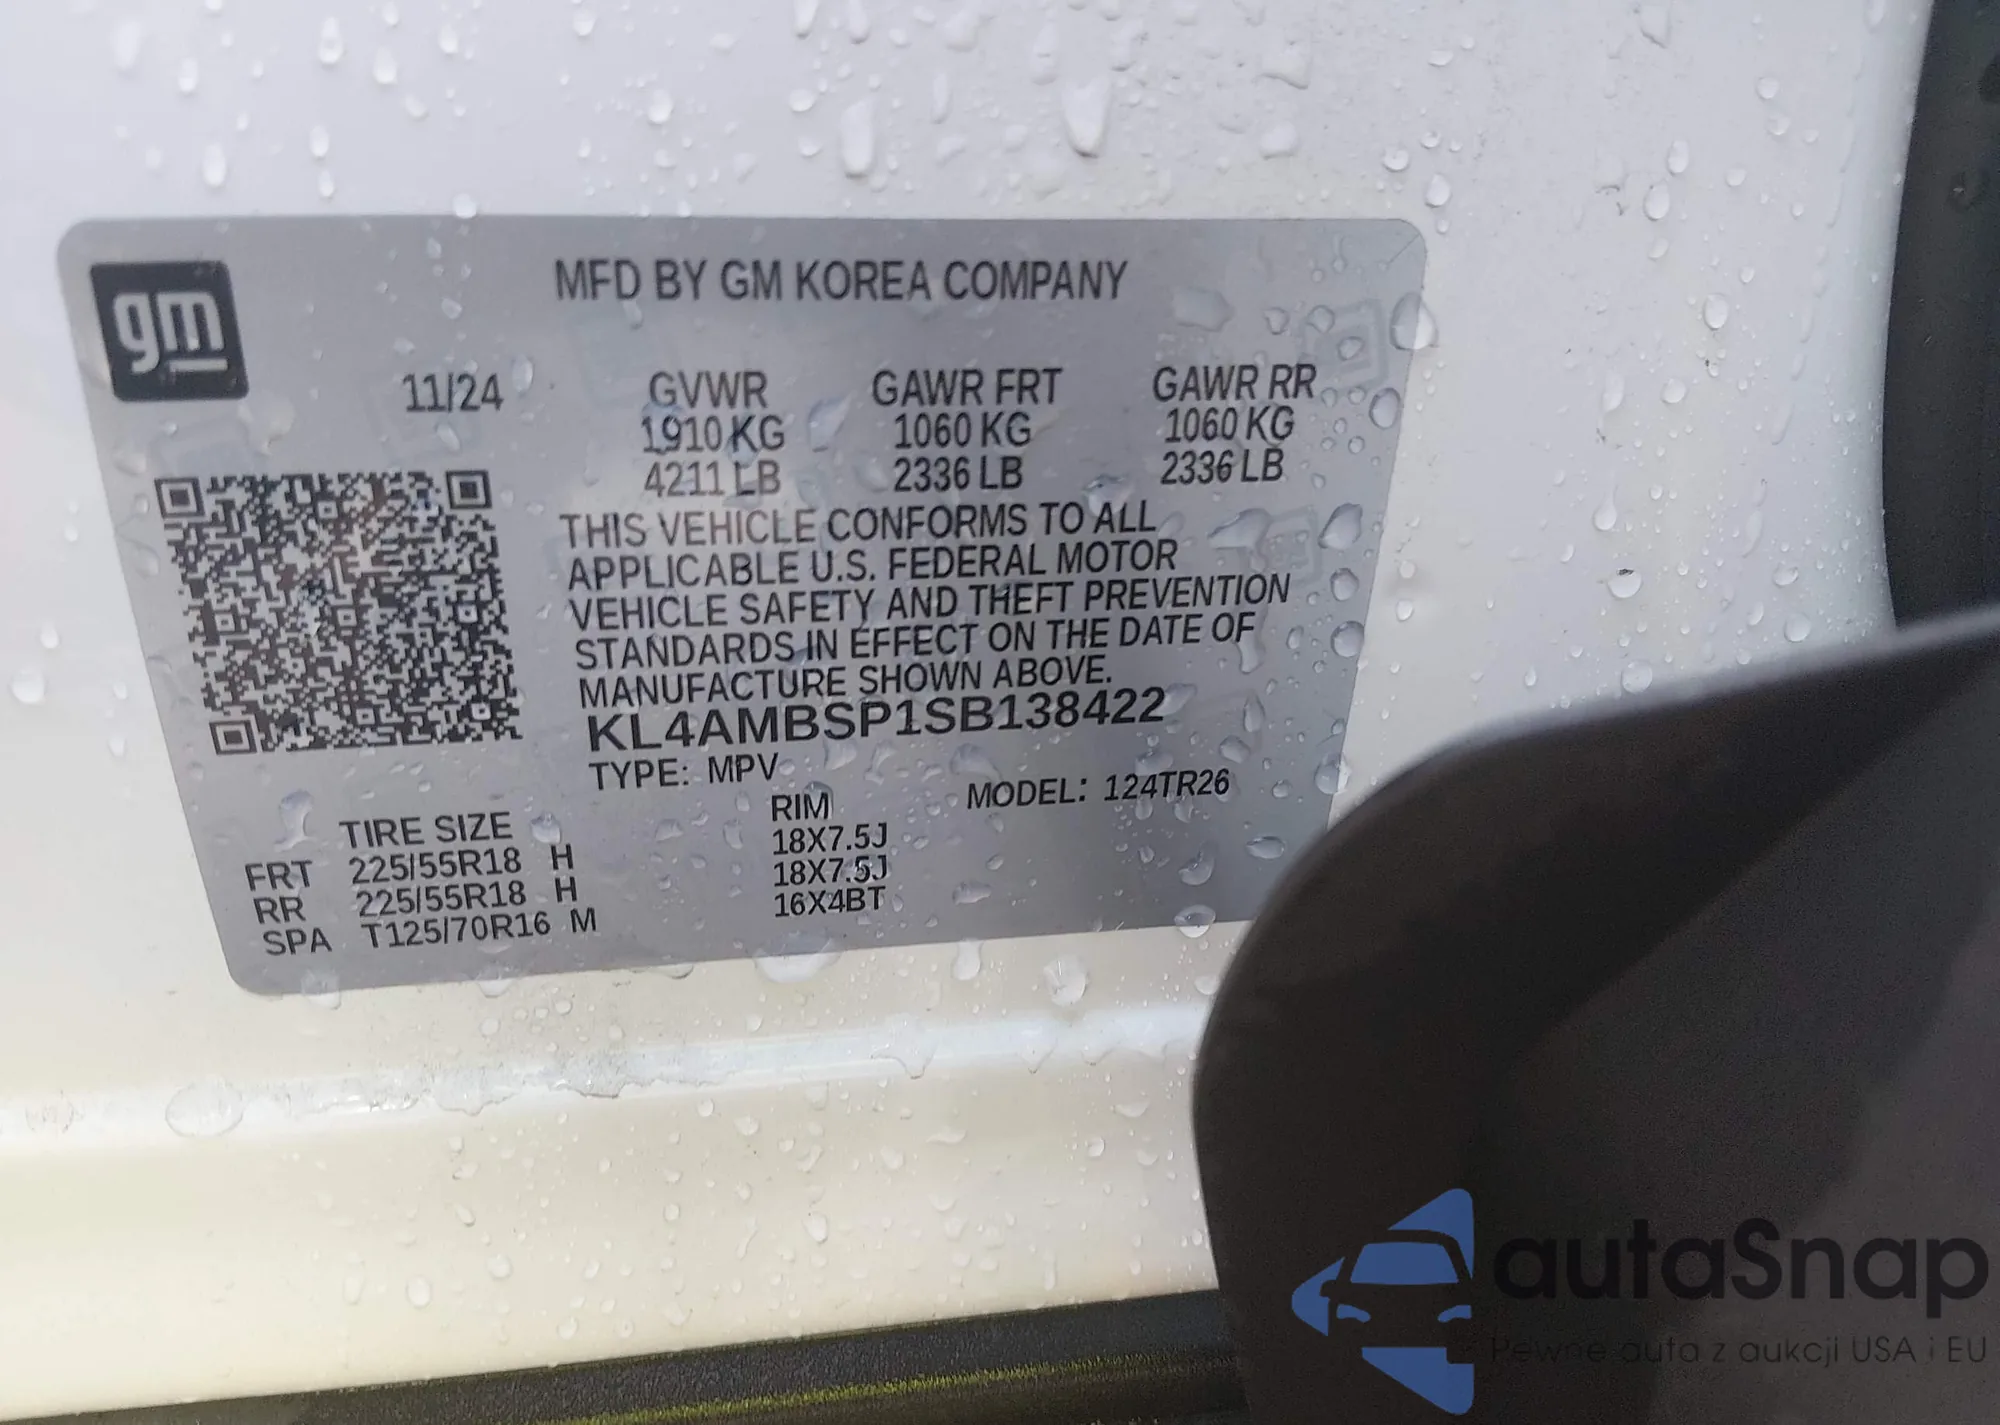 gm
MFD BY GM KOREA COMPANY
11/24 GVWR GAWR FRT GAWR RR
1910 KG 1060 KG 1060 KG
4211 LB 2336 LB 2336 LB
THIS VEHICLE CONFORMS TO ALL
APPLICABLE U.S. FEDERAL MOTOR
VEHICLE SAFETY AND THEFT PREVENTION
STANDARDS IN EFFECT ON THE DATE OF
MANUFACTURE SHOWN ABOVE.
KL4AMBSP1SB138422
TYPE: MPV MODEL: 124TR26
TIRE SIZE RIM
FRT 225/55R18 H 18X7.5J
RR 225/55R18 H 18X7.5J
SPA T125/70R16 M 16X4BT
autaSnap
Pewne auta z aukcji USA i EU